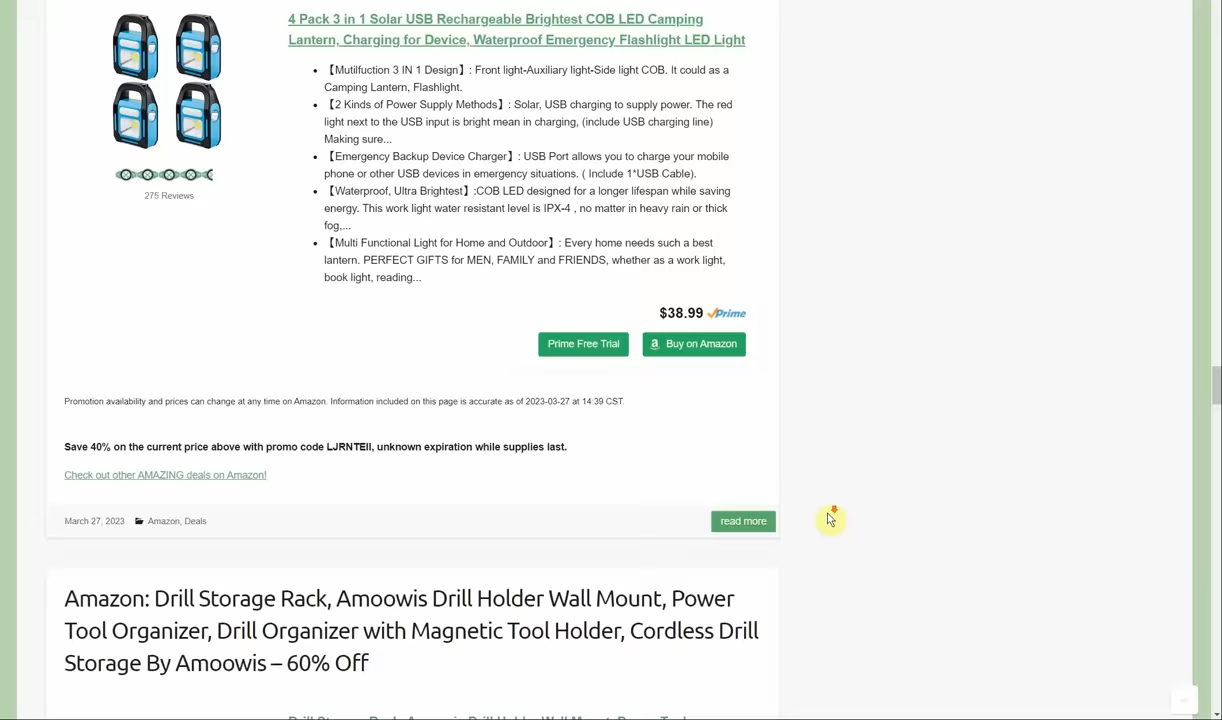 4 Pack 3 in 1 Solar USB Rechargeable Brightest COB LED Camping
Lantern, Charging for Device, Waterproof Emergency Flashlight LED Light
275 Reviews
• 【Mutilfuction 3 IN 1 Design】: Front light-Auxiliary light-Side light COB. It could as a
Camping Lantern, Flashlight.
• 【2 Kinds of Power Supply Methods】: Solar, USB charging to supply power. The red
light next to the USB input is bright mean in charging, (include USB charging line)
Making sure...
• 【Emergency Backup Device Charger】: USB Port allows you to charge your mobile
phone or other USB devices in emergency situations. ( Include 1*USB Cable).
• 【Waterproof, Ultra Brightest】:COB LED designed for a longer lifespan while saving
energy. This work light water resistant level is IPX-4 , no matter in heavy rain or thick
fog,...
• 【Multi Functional Light for Home and Outdoor】: Every home needs such a best
lantern. PERFECT GIFTS for MEN, FAMILY and FRIENDS, whether as a work light,
book light, reading...
$38.99 Prime
Prime Free Trial
Buy on Amazon
Promotion availability and prices can change at any time on Amazon. Information included on this page is accurate as of 2023-03-27 at 14:39 CST.
Save 40% on the current price above with promo code LJRNTEII, unknown expiration while supplies last.
Check out other AMAZING deals on Amazon!
March 27, 2023 Amazon, Deals
read more
Amazon: Drill Storage Rack, Amoowis Drill Holder Wall Mount, Power
Tool Organizer, Drill Organizer with Magnetic Tool Holder, Cordless Drill
Storage By Amoowis – 60% Off